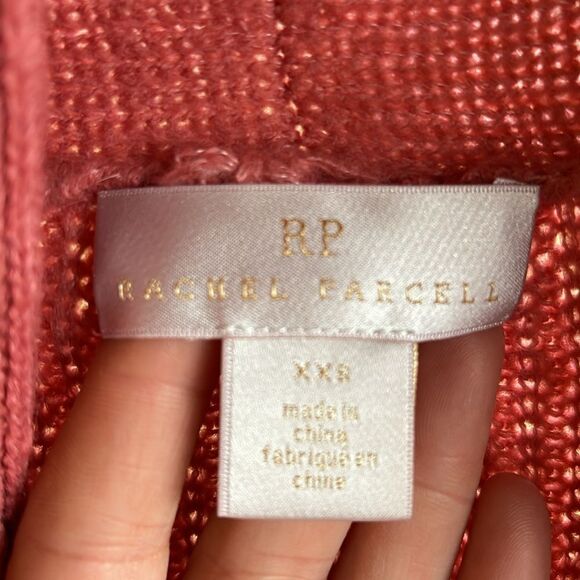 RP
RACHEL PARCELL
XXS
made in
china
fabriqué en
chine